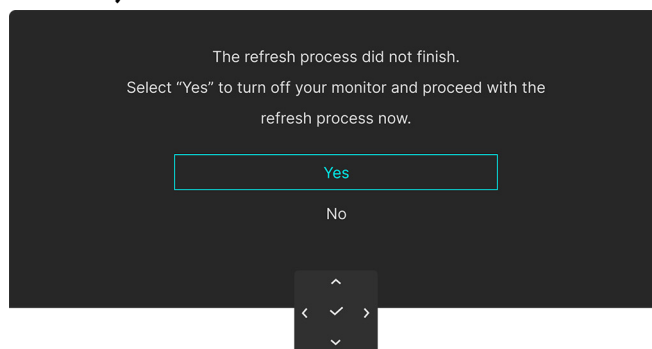 The refresh process did not finish.
Select “Yes” to turn off your monitor and proceed with the
refresh process now.
Yes
No